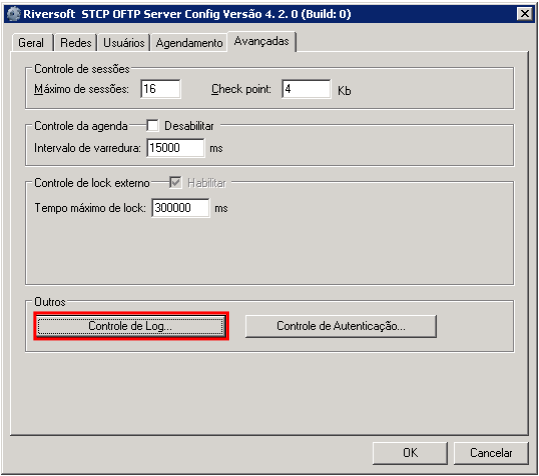 Riversoft STCP OFTP Server Config Versão 4. 2. 0 (Build: 0)
Geral Redes Usuários Agendamento Avançadas
Controle de sessões
Máximo de sessões: 16 Check point: 4 Kb
Controle da agenda Desabilitar
Intervalo de varredura: 15000 ms
Controle de lock externo Habilitar
Tempo máximo de lock: 300000 ms
Outros
Controle de Log... Controle de Autenticação...
OK Cancelar